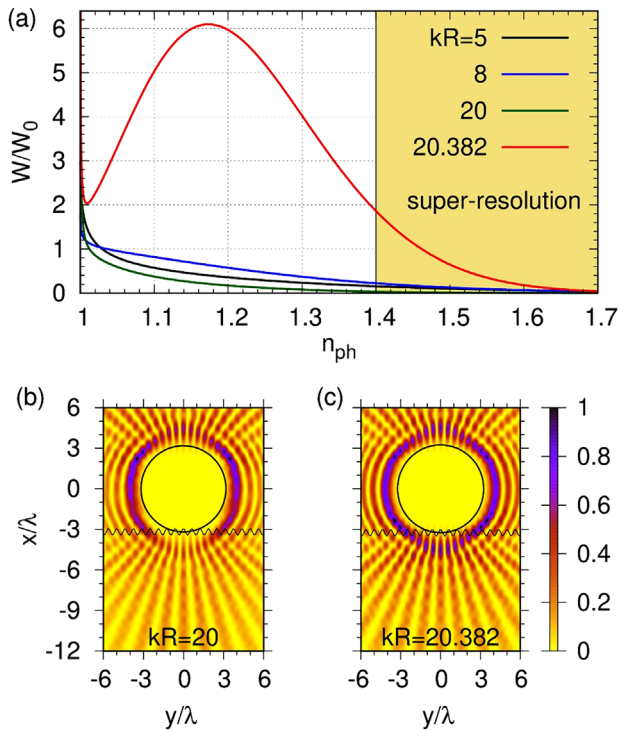 (a)
6
5
4
3
2
1
0
W/W0
kR=5
8
20
20.382
super-resolution
1 1.1 1.2 1.3 1.4 1.5 1.6 1.7
nph
(b)
6
3
0
-3
-6
-9
-12
x/λ
kR=20
-6 -3 0 3 6
y/λ
(c)
kR=20.382
-6 -3 0 3 6
y/λ
1
0.8
0.6
0.4
0.2
0